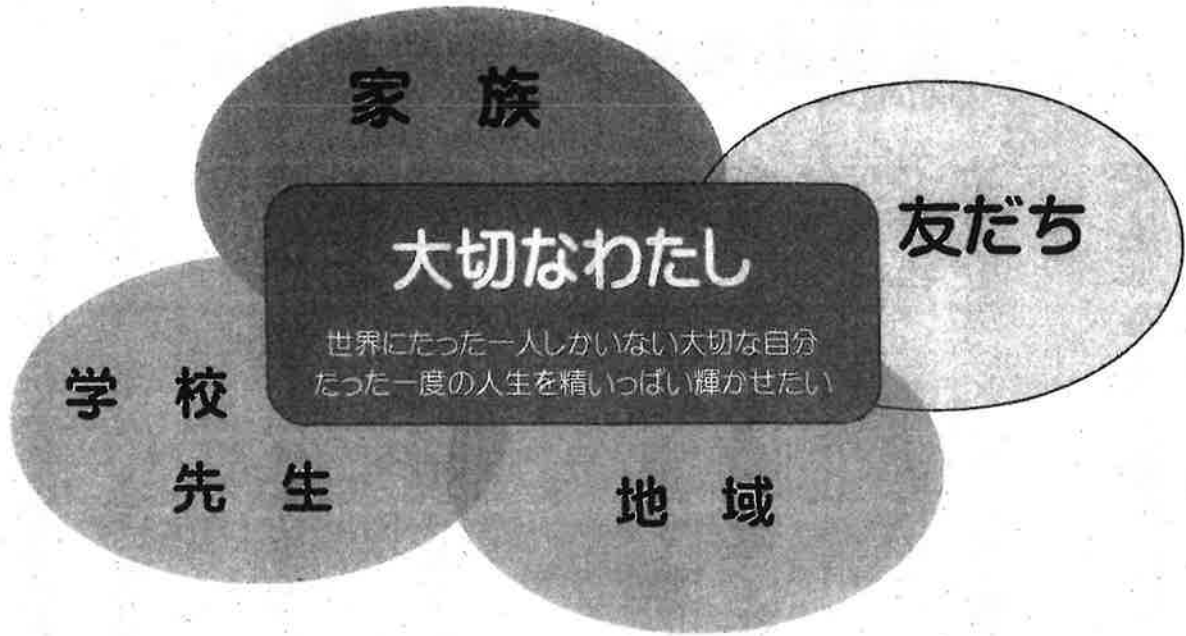 家 族
友だち
大切なわたし
世界にたった一人しかいない大切な自分
たった一度の人生を精いっぱい輝かせたい
学 校
先 生
地 域